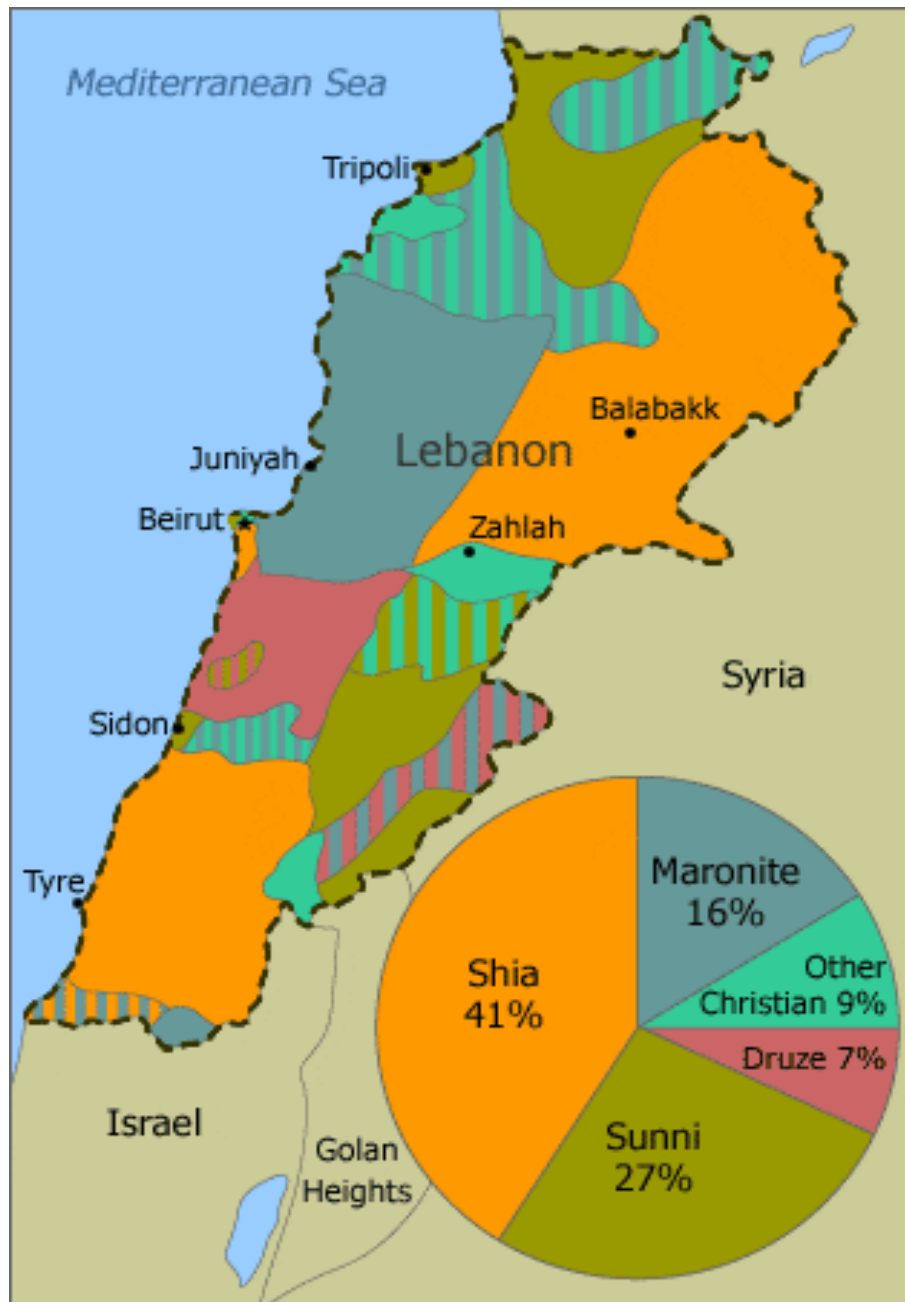 Mediterranean Sea
Tripoli
Balabakk
Lebanon
Juniyah
Beirut
Zahlah
Syria
Sidon
Tyre
Maronite
16%
Other
Christian 9%
Shia
41%
Druze 7%
Israel
Sunni
27%
Golan
Heights